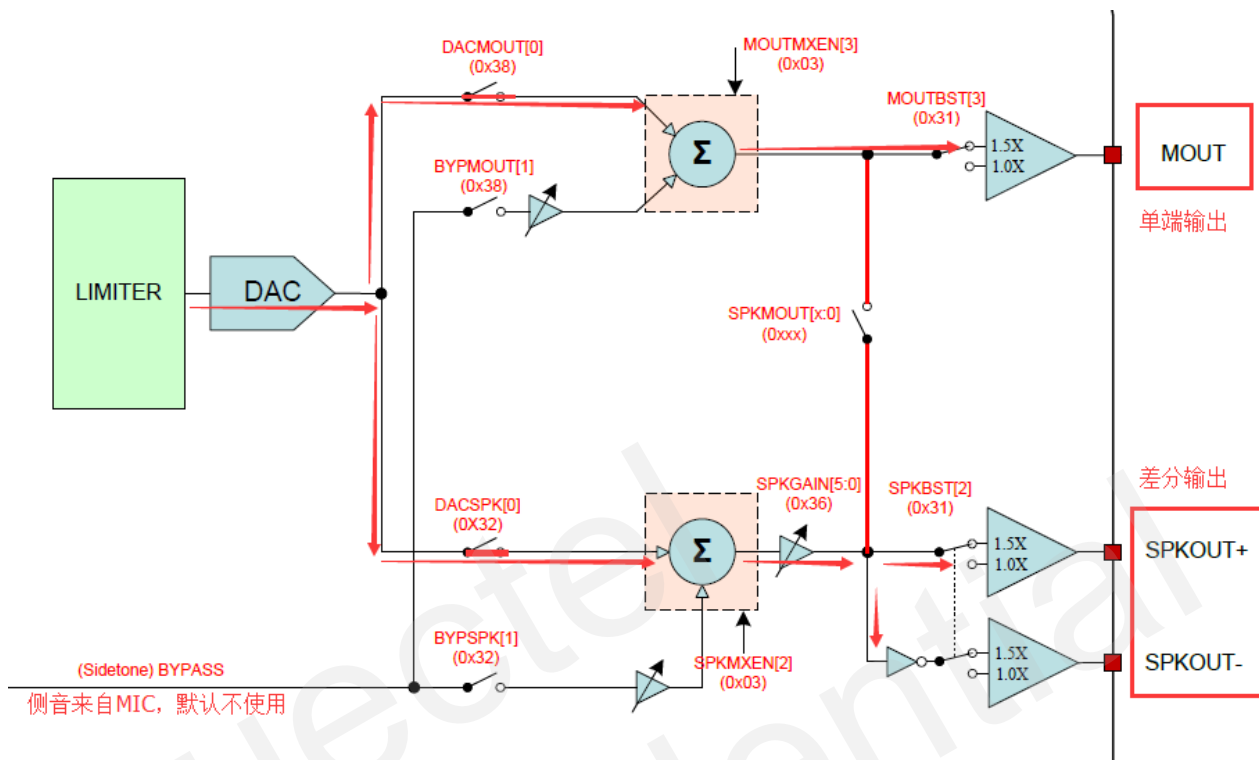 DACMOUT[0]
(0x38)
MOUTMXEN[3]
(0x03)
MOUTBST[3]
(0x31)
1.5X
1.0X
MOUT
单端输出
Σ
BYPMOUT[1]
(0x38)
LIMITER
DAC
SPKMOUT[x:0]
(0xxx)
DACSPK[0]
(0X32)
Σ
SPKGAIN[5:0]
(0x36)
SPKBST[2]
(0x31)
差分输出
1.5X
1.0X
SPKOUT+
BYPSPK[1]
(0x32)
SPKMXEN[2]
(0x03)
1.5X
1.0X
SPKOUT-
(Sidetone) BYPASS
侧音来自MIC，默认不使用